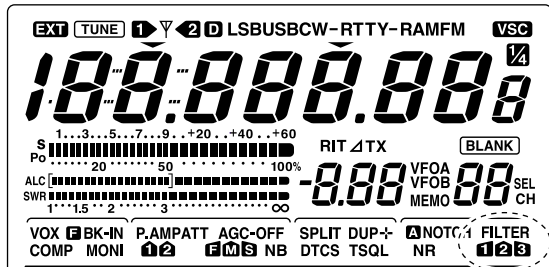 EXT TUNE 1 2 D LSBUSBCW-RTTY-RAMFM VSC
1/4
188.888.88 8
S 1...3...5...7...9..+20..+40..+60
Po 20 50 100%
RIT ⊿TX BLANK
ALC
SWR 1 1.5 2 3 ∞
-8.88 VFOA VFOB MEMO 88 SEL CH
VOX F BK-IN P.AMPATT AGC-OFF SPLIT DUP-+ A NOTCH FILTER
COMP MONI 1 2 F M S NB DTCS TSQL NR 1 2 3